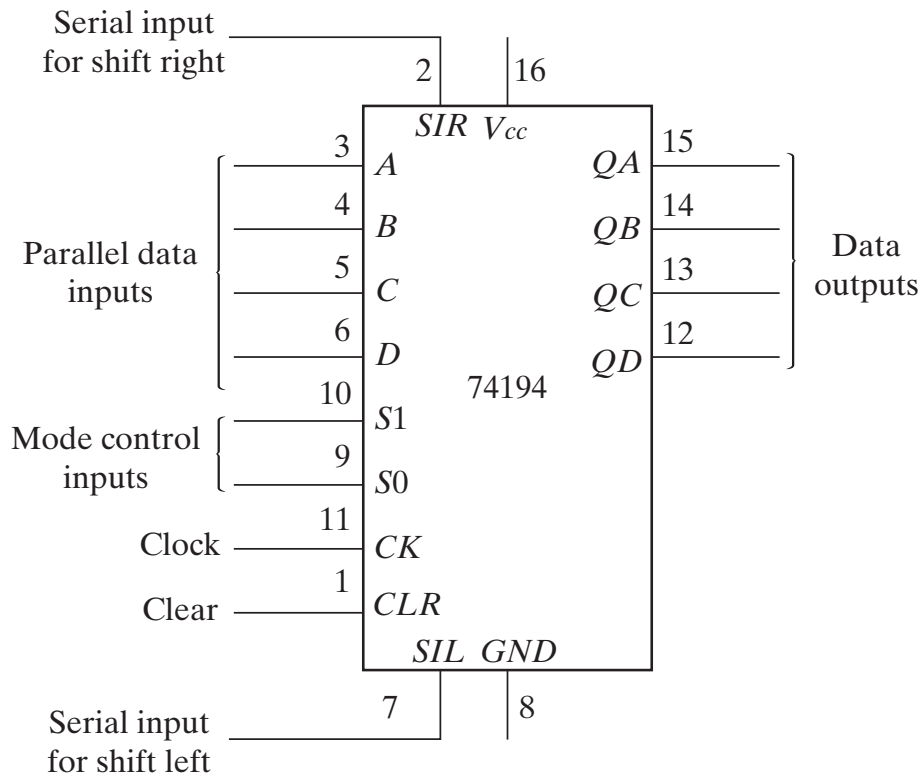 Serial input
for shift right
2
16
SIR Vcc
3
A
QA
15
4
B
QB
14
Parallel data
inputs
5
C
QC
13
Data
outputs
6
D
QD
12
74194
10
S1
Mode control
inputs
9
S0
11
Clock
CK
1
Clear
CLR
SIL GND
7
8
Serial input
for shift left